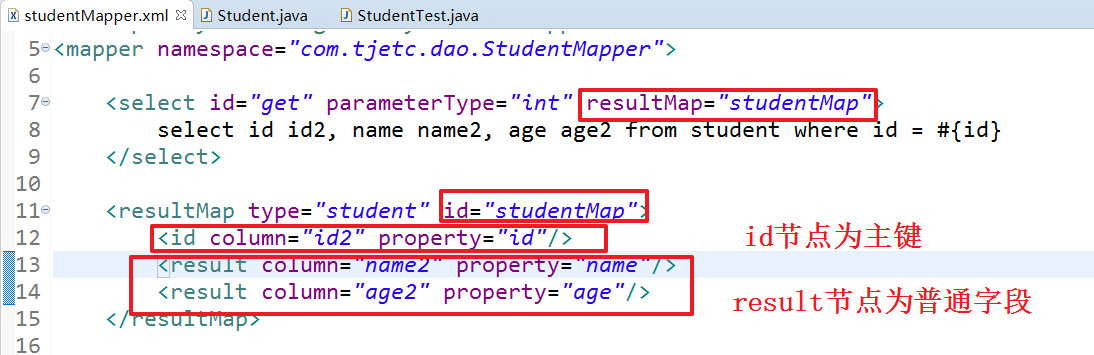 studentMapper.xml Student.java StudentTest.java
5 <mapper namespace="com.tjetc.dao.StudentMapper">
6
7 <select id="get" parameterType="int" resultMap="studentMap">
8 select id id2, name name2, age age2 from student where id = #{id}
9 </select>
10
11 <resultMap type="student" id="studentMap">
12 <id column="id2" property="id"/>
id节点为主键
13 <result column="name2" property="name"/>
14 <result column="age2" property="age"/>
result节点为普通字段
15 </resultMap>
16